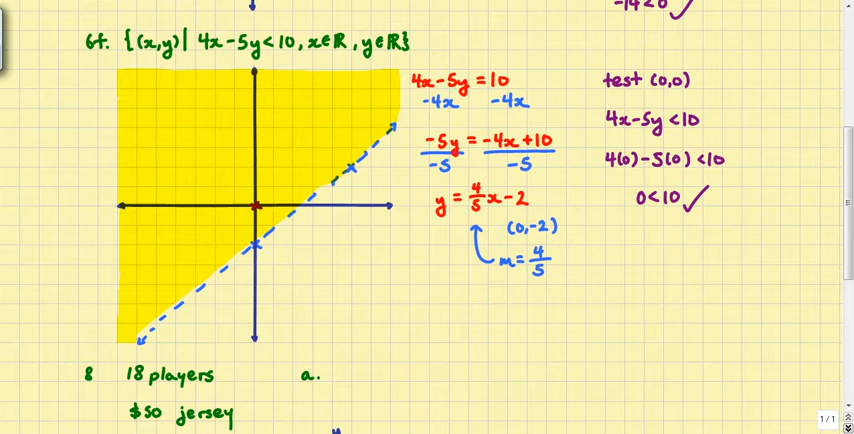 -14<0 ✓
6f. {(x,y)| 4x-5y<10, x∈ℝ, y∈ℝ}
4x-5y=10
-4x -4x
-5y = -4x+10
-5 -5
y = 4/5 x - 2
(0,-2)
m = 4/5
test (0,0)
4x-5y<10
4(0)-5(0)<10
0<10 ✓
8 18 players a.
$50 jersey
1/1